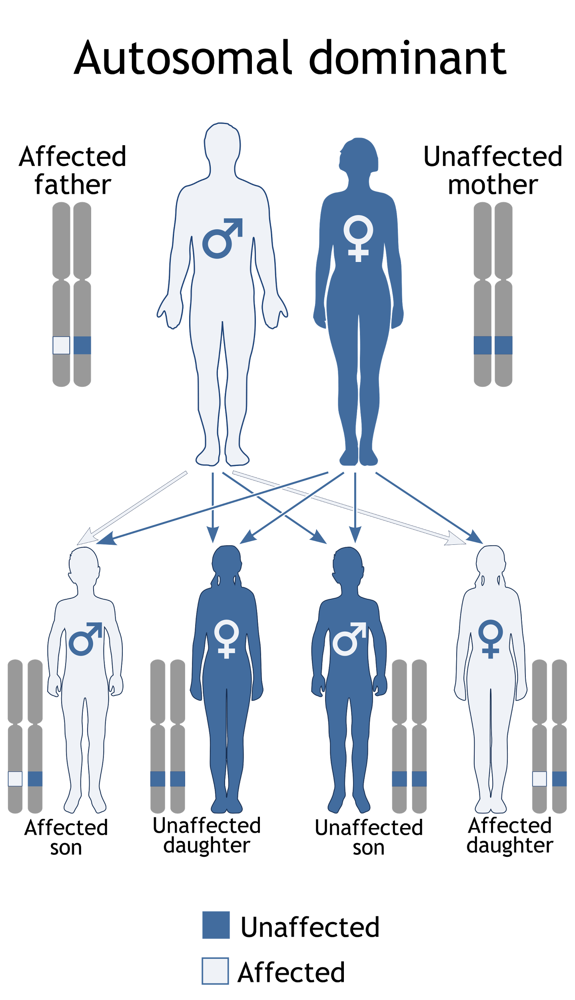 Autosomal dominant
Affected
father
Unaffected
mother
Affected
son
Unaffected
daughter
Unaffected
son
Affected
daughter
Unaffected
Affected